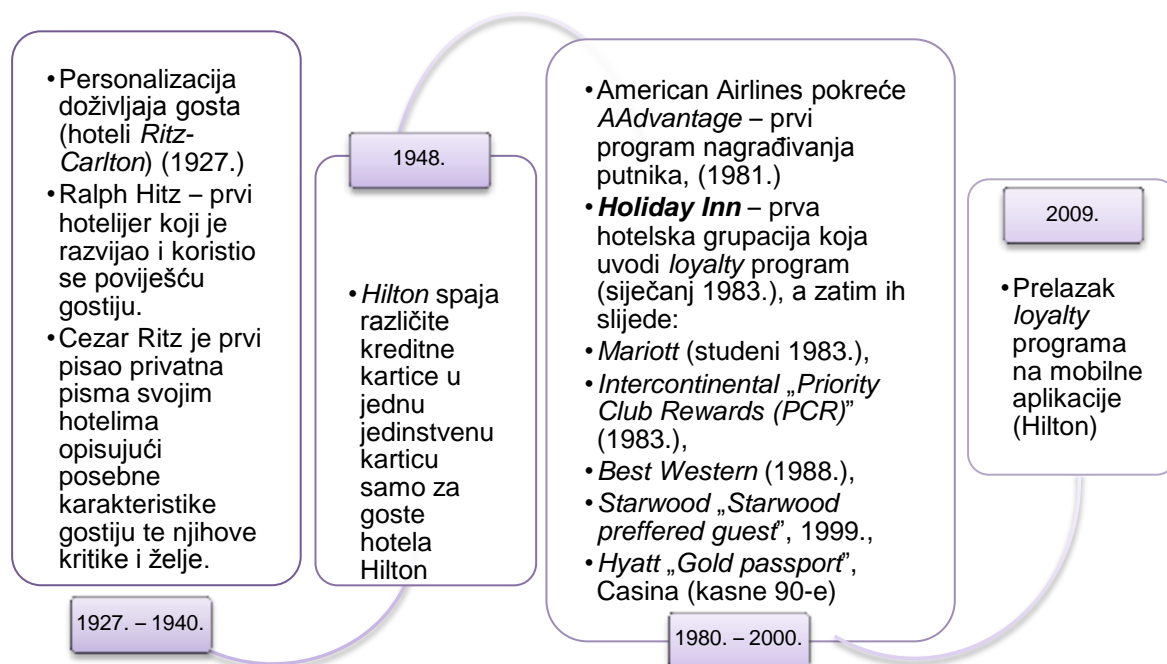 •Personalizacija
doživljaja gosta
(hoteli Ritz-
Carlton) (1927.)
•Ralph Hitz – prvi
hotelijer koji je
razvijao i koristio
se poviješću
gostiju.
•Cezar Ritz je prvi
pisao privatna
pisma svojim
hotelima
opisujući
posebne
karakteristike
gostiju te njihove
kritike i želje.
1927. – 1940.
1948.
•Hilton spaja
različite
kreditne
kartice u
jednu
jedinstvenu
karticu
samo za
goste
hotela
Hilton
•American Airlines pokreće
AAdvantage – prvi
program nagrađivanja
putnika, (1981.)
•Holiday Inn – prva
hotelska grupacija koja
uvodi loyalty program
(siječanj 1983.), a zatim ih
slijede:
•Mariott (studeni 1983.),
•Intercontinental „Priority
Club Rewards (PCR)”
(1983.),
•Best Western (1988.),
•Starwood „Starwood
preffered guest”, 1999.,
•Hyatt „Gold passport”,
Casina (kasne 90-e)
1980. – 2000.
2009.
•Prelazak
loyalty
programa
na mobilne
aplikacije
(Hilton)